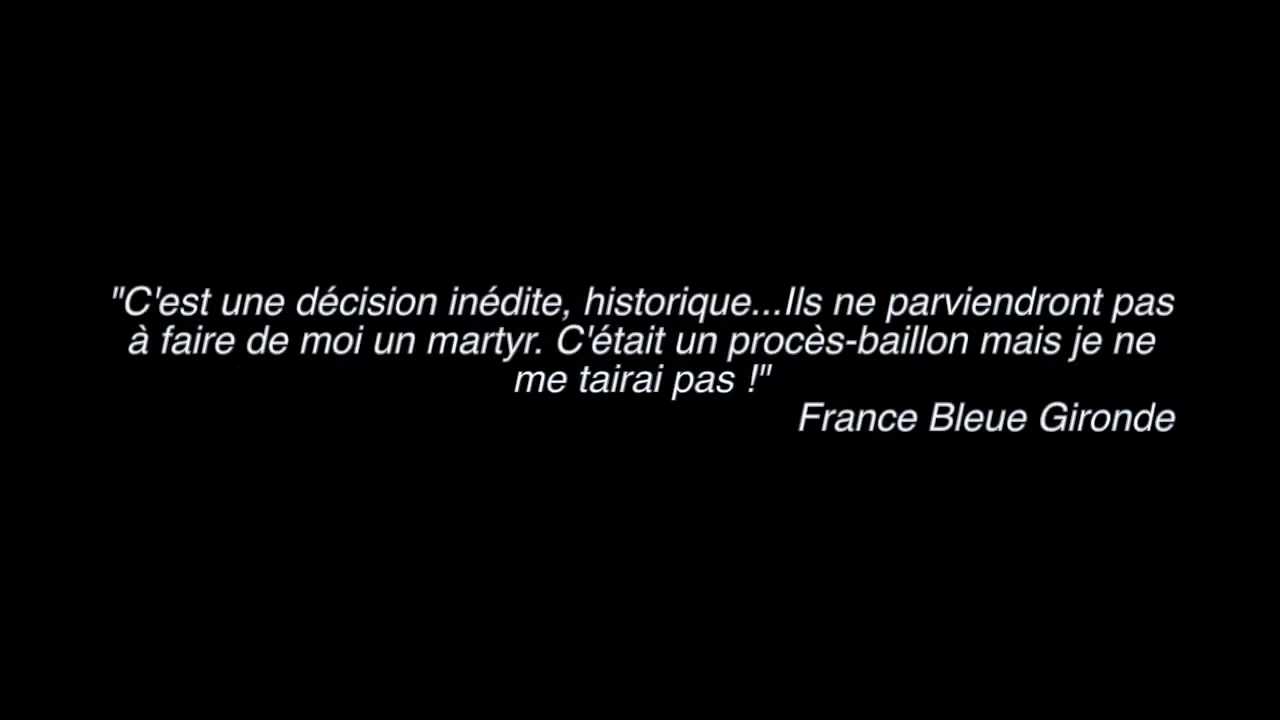 "C'est une décision inédite, historique...Ils ne parviendront pas
à faire de moi un martyr. C'était un procès-baillon mais je ne
me tairai pas !"
France Bleue Gironde